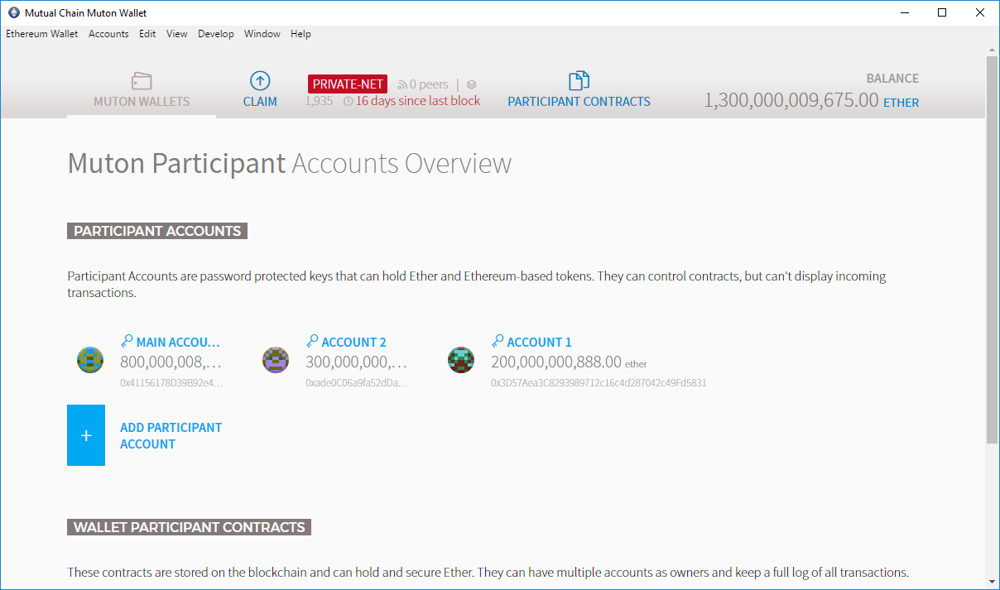 Mutual Chain Muton Wallet
Ethereum Wallet Accounts Edit View Develop Window Help
MUTON WALLETS
CLAIM
PRIVATE-NET 0 peers |
1,935 16 days since last block
PARTICIPANT CONTRACTS
BALANCE
1,300,000,009,675.00 ETHER
Muton Participant Accounts Overview
PARTICIPANT ACCOUNTS
Participant Accounts are password protected keys that can hold Ether and Ethereum-based tokens. They can control contracts, but can't display incoming
transactions.
MAIN ACCOU...
800,000,008,...
0x41156178D39B92e4...
ACCOUNT 2
300,000,000,...
0xade0C06a9fa52dDa...
ACCOUNT 1
200,000,000,888.00 ether
0x3D57Aea3C8293989712c16c4d287042c49Fd5831
+
ADD PARTICIPANT
ACCOUNT
WALLET PARTICIPANT CONTRACTS
These contracts are stored on the blockchain and can hold and secure Ether. They can have multiple accounts as owners and keep a full log of all transactions.